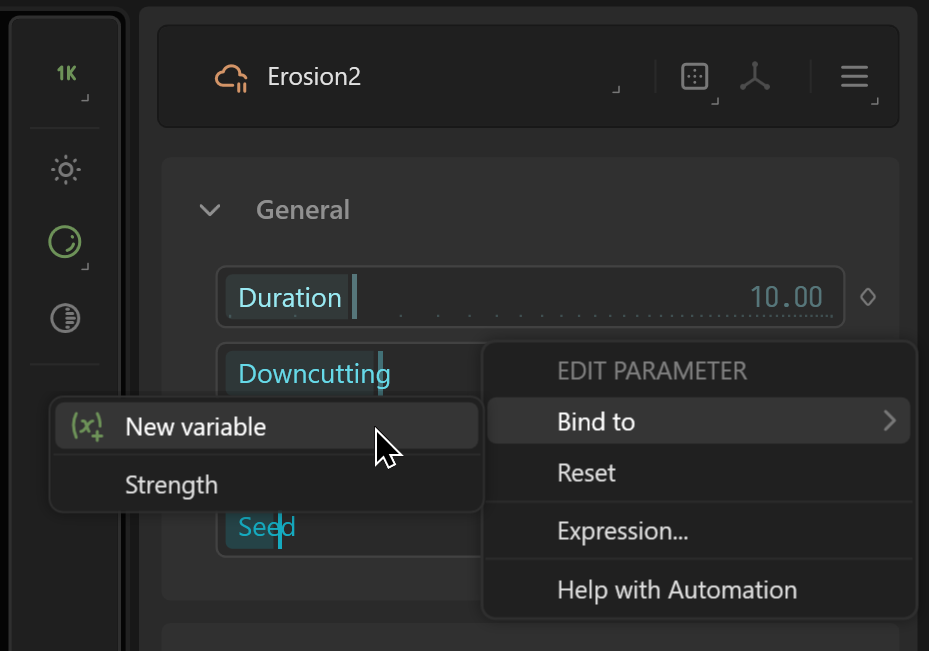 1K
Erosion2
General
Duration 10.00
Downcutting
EDIT PARAMETER
Bind to
New variable
Reset
Strength
Seed
Expression...
Help with Automation